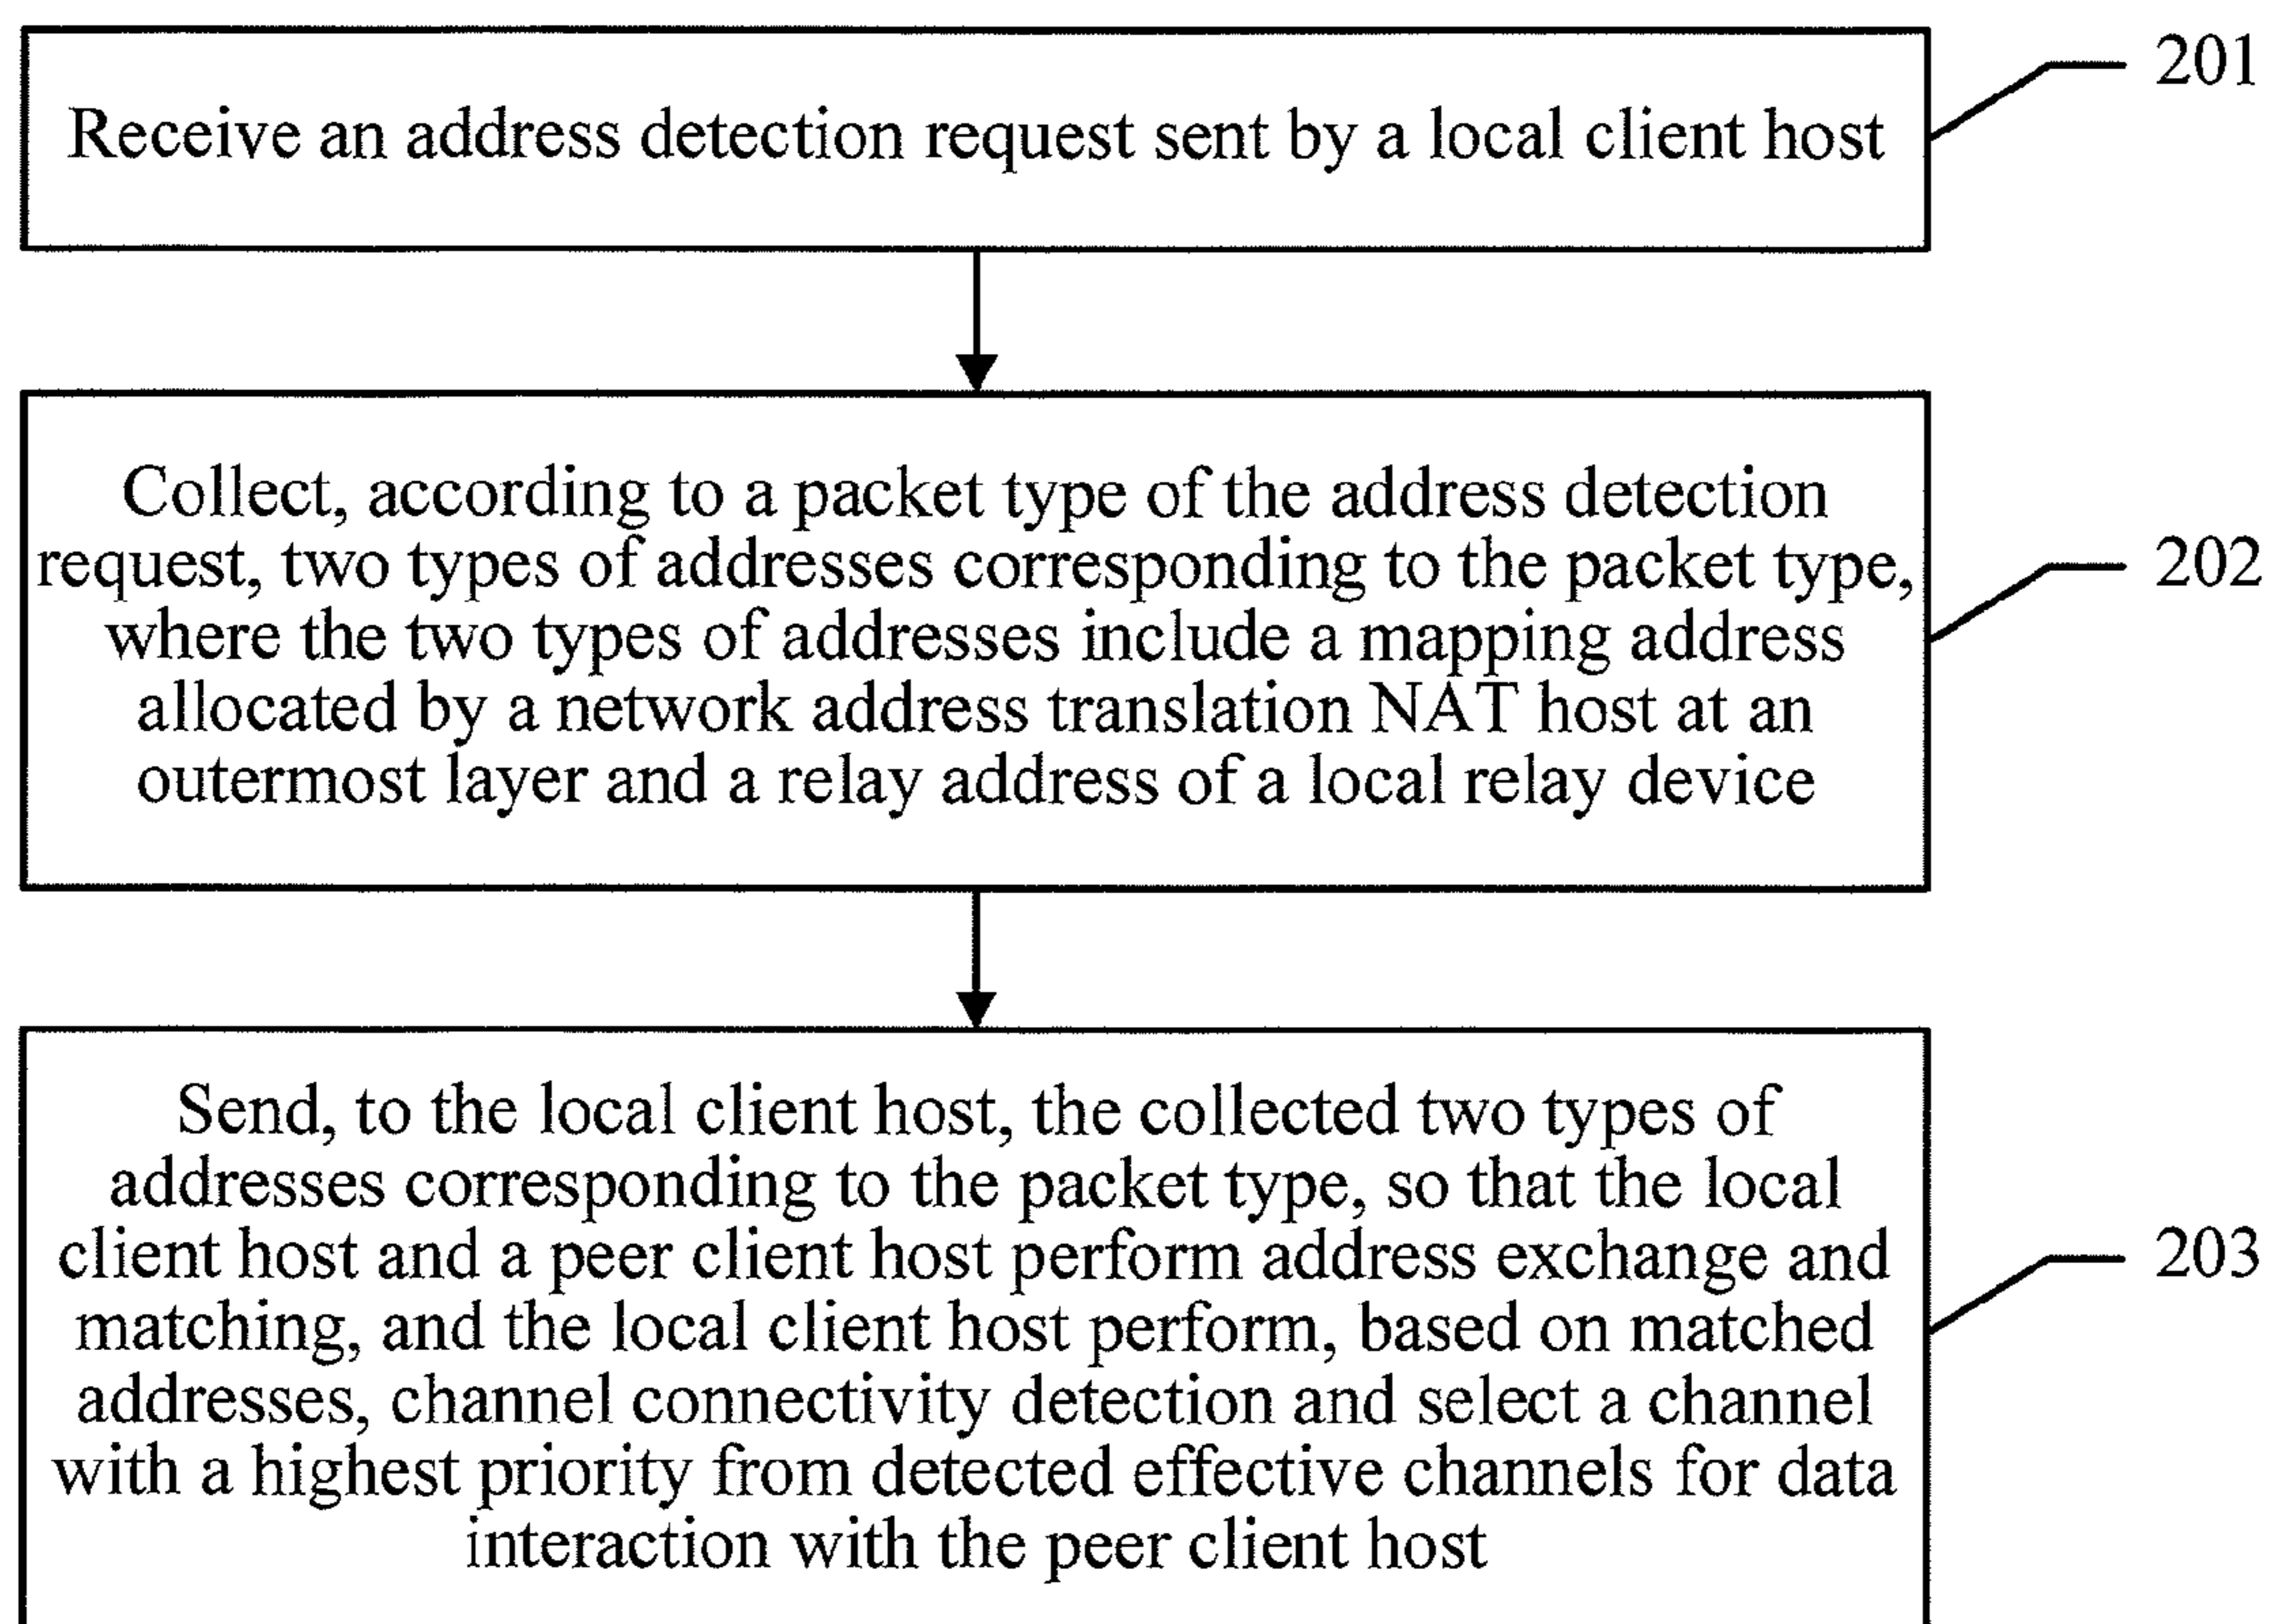 Receive an address detection request sent by a local client host
201
Collect, according to a packet type of the address detection
request, two types of addresses corresponding to the packet type,
where the two types of addresses include a mapping address
allocated by a network address translation NAT host at an
outermost layer and a relay address of a local relay device
202
Send, to the local client host, the collected two types of
addresses corresponding to the packet type, so that the local
client host and a peer client host perform address exchange and
matching, and the local client host perform, based on matched
addresses, channel connectivity detection and select a channel
with a highest priority from detected effective channels for data
interaction with the peer client host
203